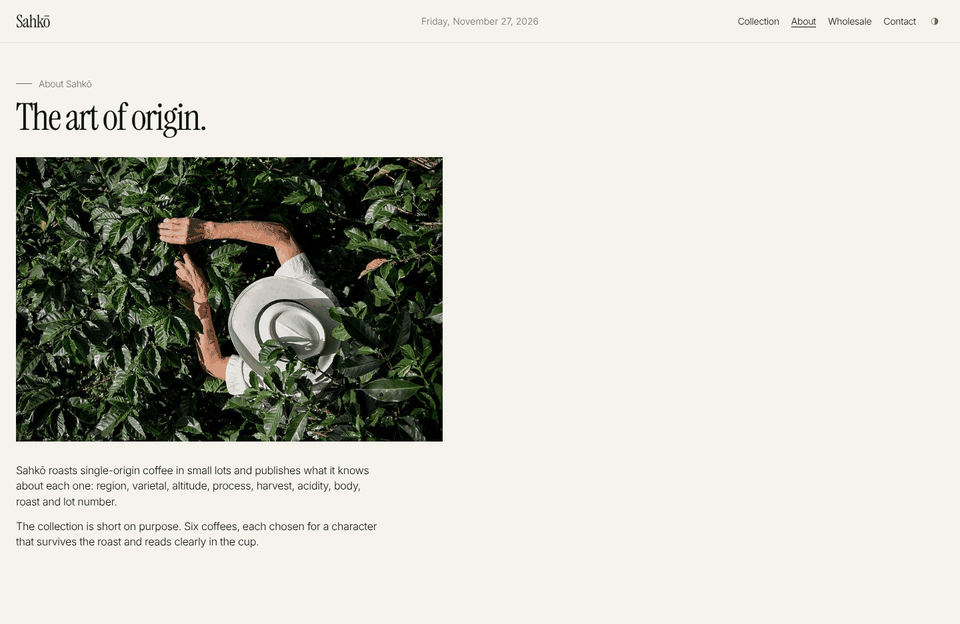 Sahkō
Friday, November 27, 2026
Collection
About
Wholesale
Contact
About Sahkō
The art of origin.
Sahkō roasts single-origin coffee in small lots and publishes what it knows
about each one: region, varietal, altitude, process, harvest, acidity, body,
roast and lot number.
The collection is short on purpose. Six coffees, each chosen for a character
that survives the roast and reads clearly in the cup.